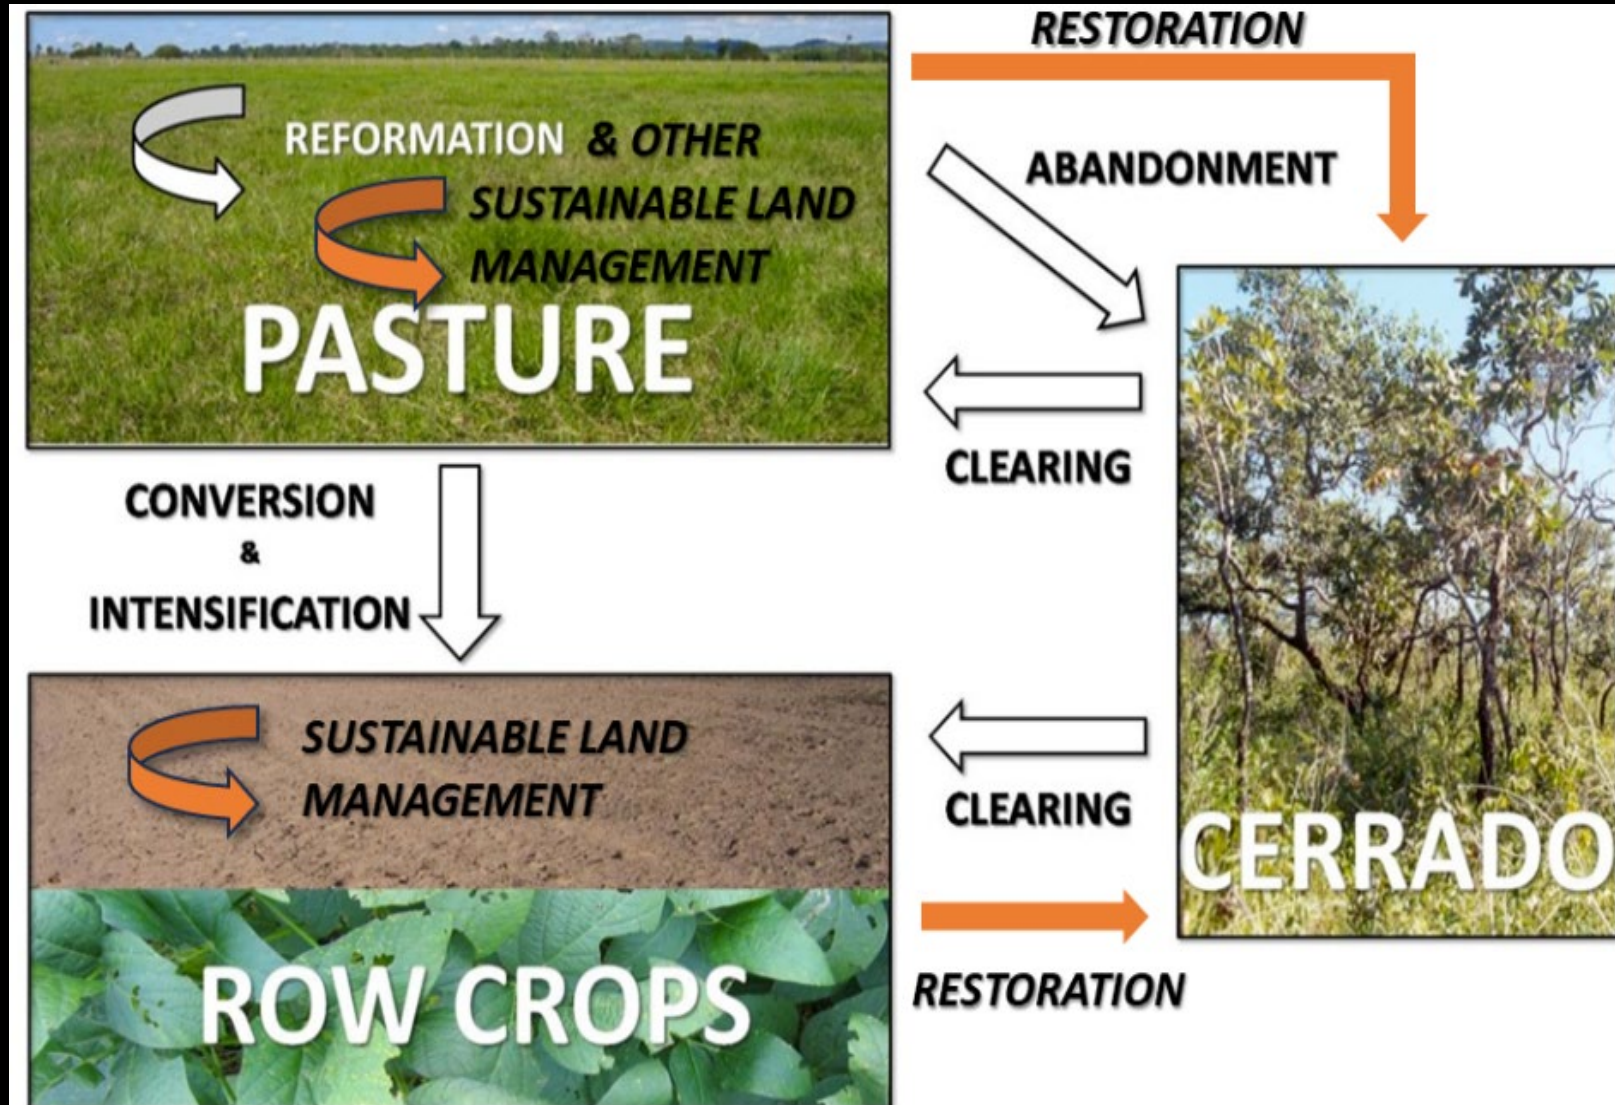 RESTORATION
REFORMATION & OTHER
SUSTAINABLE LAND
MANAGEMENT
PASTURE
ABANDONMENT
CLEARING
CONVERSION
&
INTENSIFICATION
SUSTAINABLE LAND
MANAGEMENT
ROW CROPS
CLEARING
CERRADO
RESTORATION